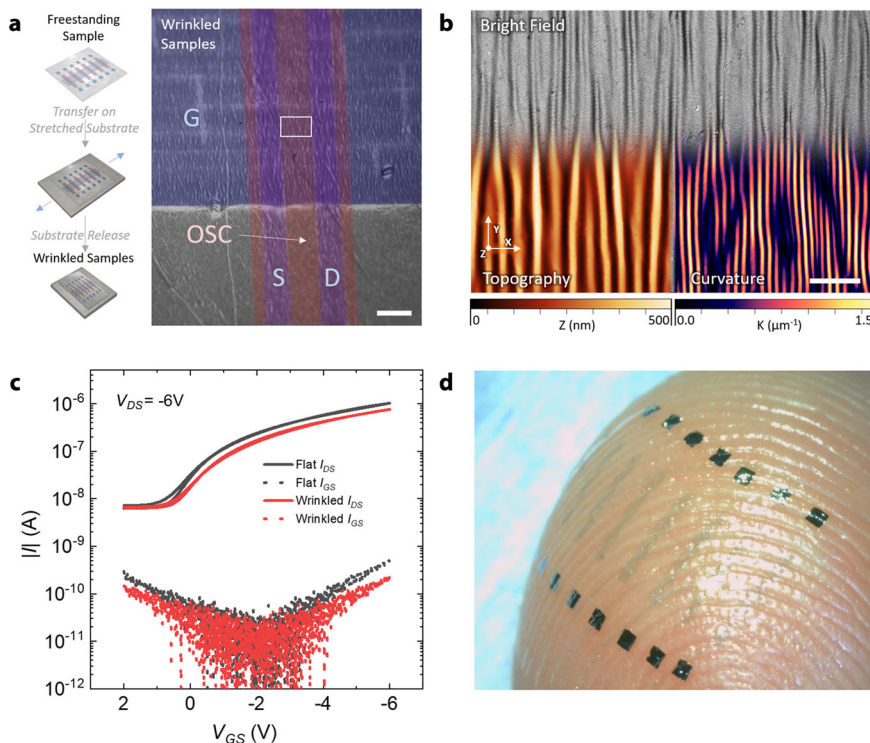 a
Freestanding
Sample
Transfer on
Stretched Substrate
Substrate Release
Wrinkled Samples
Wrinkled
Samples
G
OSC
S
D
b
Bright Field
Y
X
Z
Topography
Curvature
0
Z (nm)
500
0.0
K (µm⁻¹)
1.5
c
V_DS = -6V
10⁻⁶
10⁻⁷
10⁻⁸
10⁻⁹
10⁻¹⁰
10⁻¹¹
10⁻¹²
|I| (A)
Flat I_DS
Flat I_GS
Wrinkled I_DS
Wrinkled I_GS
2
0
-2
-4
-6
V_GS (V)
d